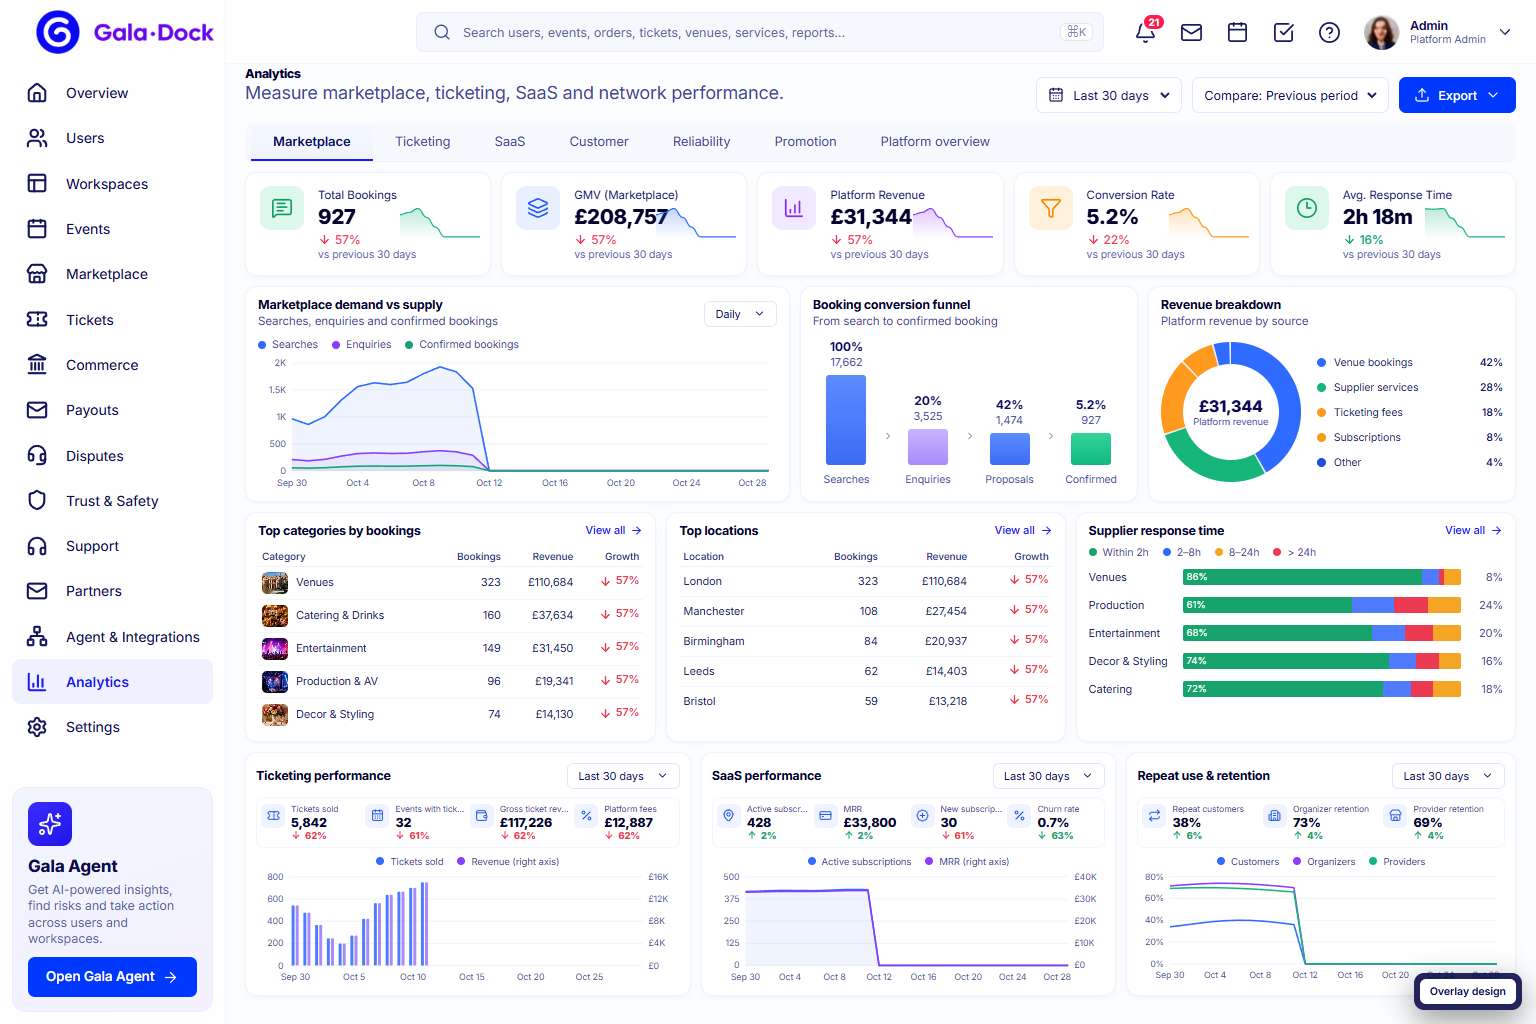 Gala·Dock
Search users, events, orders, tickets, venues, services, reports...
⌘K
21
Admin
Platform Admin
Overview
Users
Workspaces
Events
Marketplace
Tickets
Commerce
Payouts
Disputes
Trust & Safety
Support
Partners
Agent & Integrations
Analytics
Settings
Gala Agent
Get AI-powered insights,
find risks and take action
across users and
workspaces.
Open Gala Agent
Analytics
Measure marketplace, ticketing, SaaS and network performance.
Last 30 days
Compare: Previous period
Export
Marketplace Ticketing SaaS Customer Reliability Promotion Platform overview
Total Bookings
927
57%
vs previous 30 days
GMV (Marketplace)
£208,757
57%
vs previous 30 days
Platform Revenue
£31,344
57%
vs previous 30 days
Conversion Rate
5.2%
22%
vs previous 30 days
Avg. Response Time
2h 18m
16%
vs previous 30 days
Marketplace demand vs supply
Searches, enquiries and confirmed bookings
Daily
Searches Enquiries Confirmed bookings
2K
1.5K
1K
500
0
Sep 30 Oct 4 Oct 8 Oct 12 Oct 16 Oct 20 Oct 24 Oct 28
Booking conversion funnel
From search to confirmed booking
100%
17,662
20%
3,525
42%
1,474
5.2%
927
Searches Enquiries Proposals Confirmed
Revenue breakdown
Platform revenue by source
£31,344
Platform revenue
Venue bookings 42%
Supplier services 28%
Ticketing fees 18%
Subscriptions 8%
Other 4%
Top categories by bookings
View all
Category Bookings Revenue Growth
Venues 323 £110,684 57%
Catering & Drinks 160 £37,634 57%
Entertainment 149 £31,450 57%
Production & AV 96 £19,341 57%
Decor & Styling 74 £14,130 57%
Top locations
View all
Location Bookings Revenue Growth
London 323 £110,684 57%
Manchester 108 £27,454 57%
Birmingham 84 £20,937 57%
Leeds 62 £14,403 57%
Bristol 59 £13,218 57%
Supplier response time
View all
Within 2h 2–8h 8–24h > 24h
Venues 86% 8%
Production 61% 24%
Entertainment 68% 20%
Decor & Styling 74% 16%
Catering 72% 18%
Ticketing performance
Last 30 days
Tickets sold
5,842
62%
Events with tick...
32
61%
Gross ticket rev...
£117,226
62%
Platform fees
£12,887
62%
Tickets sold Revenue (right axis)
800
600
400
200
0
£16K
£12K
£8K
£4K
£0
Sep 30 Oct 5 Oct 10 Oct 15 Oct 20 Oct 25
SaaS performance
Last 30 days
Active subscr...
428
2%
MRR
£33,800
2%
New subscrip...
30
61%
Churn rate
0.7%
63%
Active subscriptions MRR (right axis)
500
375
250
125
0
£40K
£30K
£20K
£10K
£0
Sep 30 Oct 4 Oct 8 Oct 12 Oct 16 Oct 20 Oct 24 Oct 28
Repeat use & retention
Last 30 days
Repeat customers
38%
6%
Organizer retention
73%
4%
Provider retention
69%
4%
Customers Organizers Providers
80%
60%
40%
20%
0%
Sep 30 Oct 4 Oct 8 Oct 12 Oct 16 Oct 20
Overlay design